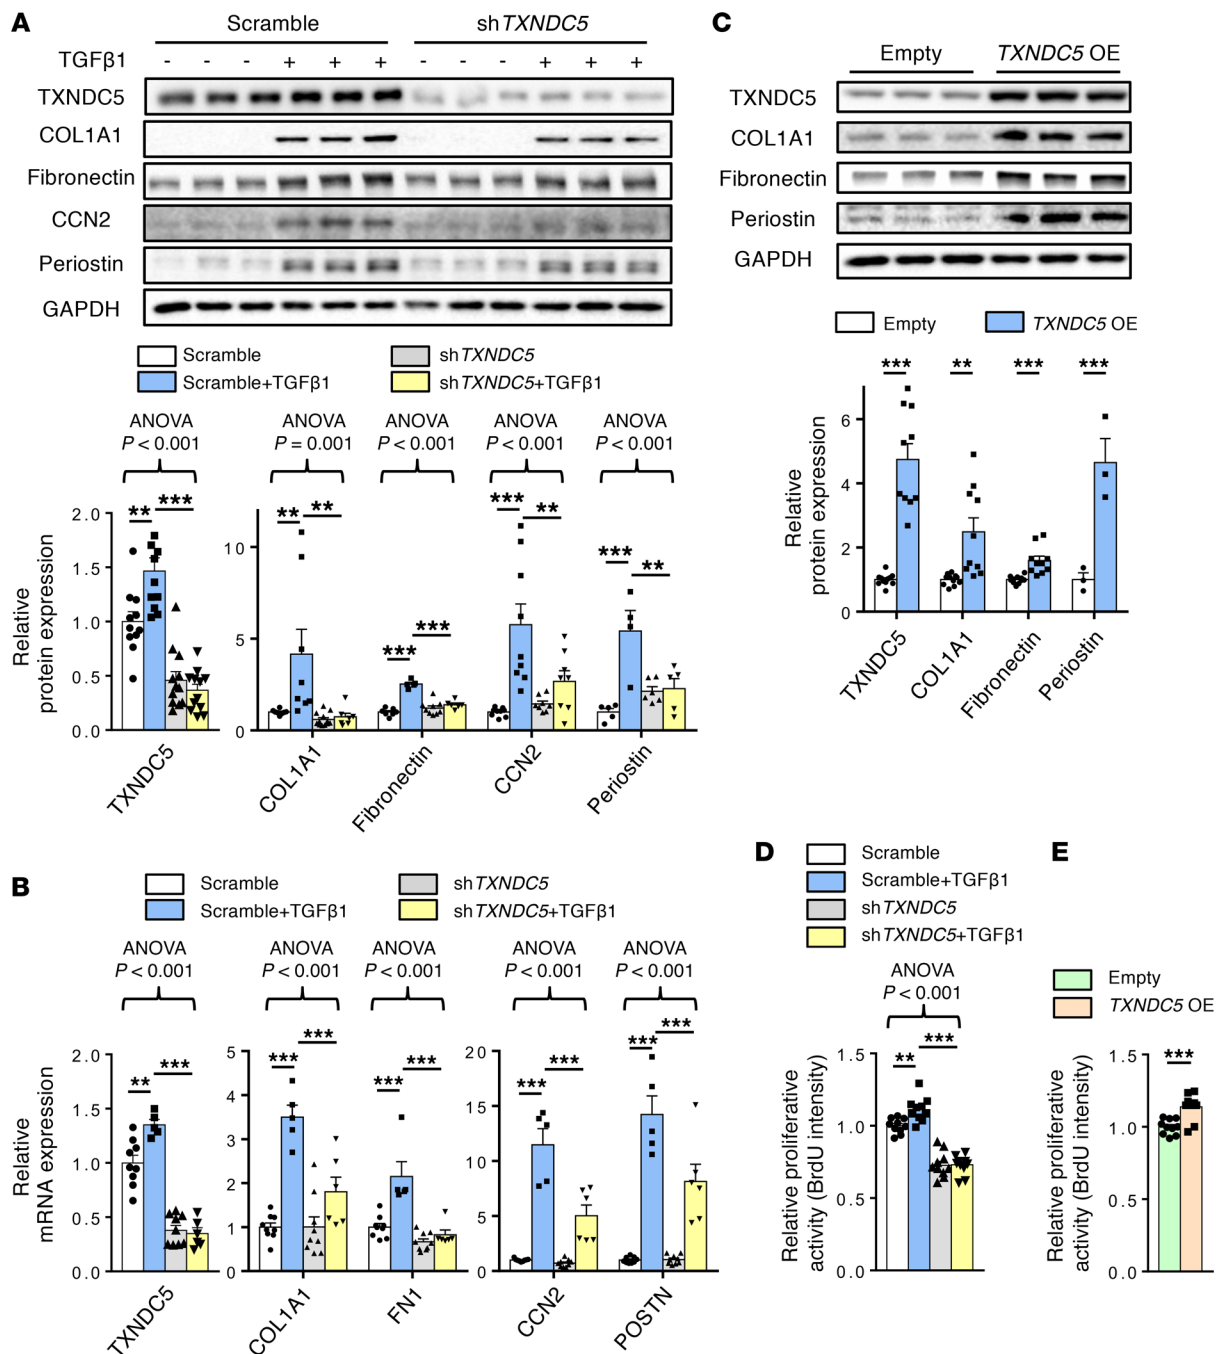 A
Scramble
shTXNDC5
TGFβ1
- - - + + + - - - + + +
TXNDC5
COL1A1
Fibronectin
CCN2
Periostin
GAPDH
Scramble
shTXNDC5
Scramble+TGFβ1
shTXNDC5+TGFβ1
ANOVA ANOVA ANOVA ANOVA ANOVA
P < 0.001 P = 0.001 P < 0.001 P < 0.001 P < 0.001
** *** ** ** *** *** *** ** *** **
Relative
protein expression
2.0
1.5
1.0
0.5
0.0
10
5
0
TXNDC5
COL1A1
Fibronectin
CCN2
Periostin
B
Scramble
shTXNDC5
Scramble+TGFβ1
shTXNDC5+TGFβ1
ANOVA ANOVA ANOVA ANOVA ANOVA
P < 0.001 P < 0.001 P < 0.001 P < 0.001 P < 0.001
** *** *** *** *** *** *** *** *** ***
Relative
mRNA expression
2.0
1.5
1.0
0.5
0.0
5
4
3
2
1
0
20
15
10
5
0
TXNDC5
COL1A1
FN1
CCN2
POSTN
C
Empty
TXNDC5 OE
TXNDC5
COL1A1
Fibronectin
Periostin
GAPDH
Empty
TXNDC5 OE
*** ** *** ***
Relative
protein expression
6
4
2
0
TXNDC5
COL1A1
Fibronectin
Periostin
D
Scramble
Scramble+TGFβ1
shTXNDC5
shTXNDC5+TGFβ1
ANOVA
P < 0.001
** ***
Relative proliferative
activity (BrdU intensity)
1.5
1.0
0.5
0.0
E
Empty
TXNDC5 OE
***
Relative proliferative
activity (BrdU intensity)
1.5
1.0
0.5
0.0